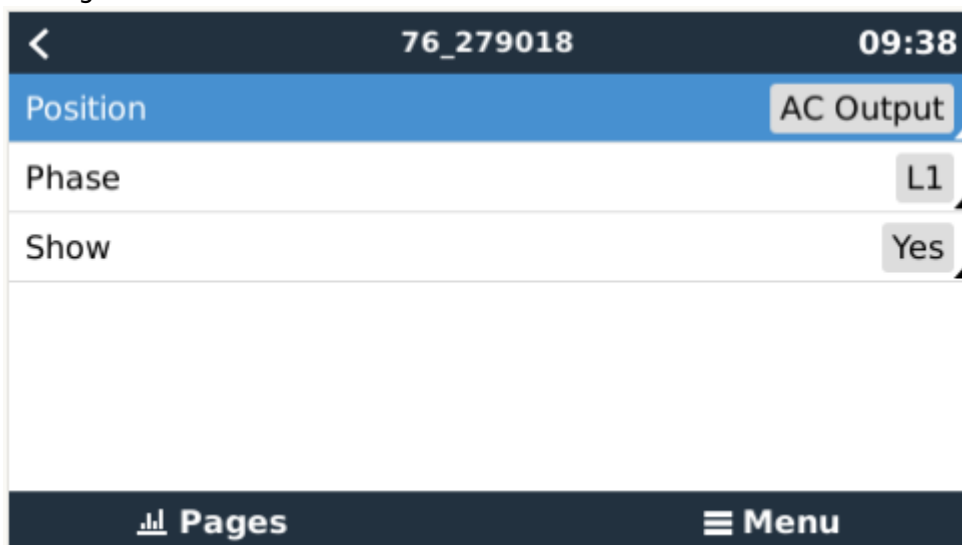 76_279018 09:38
Position AC Output
Phase L1
Show Yes
Pages Menu